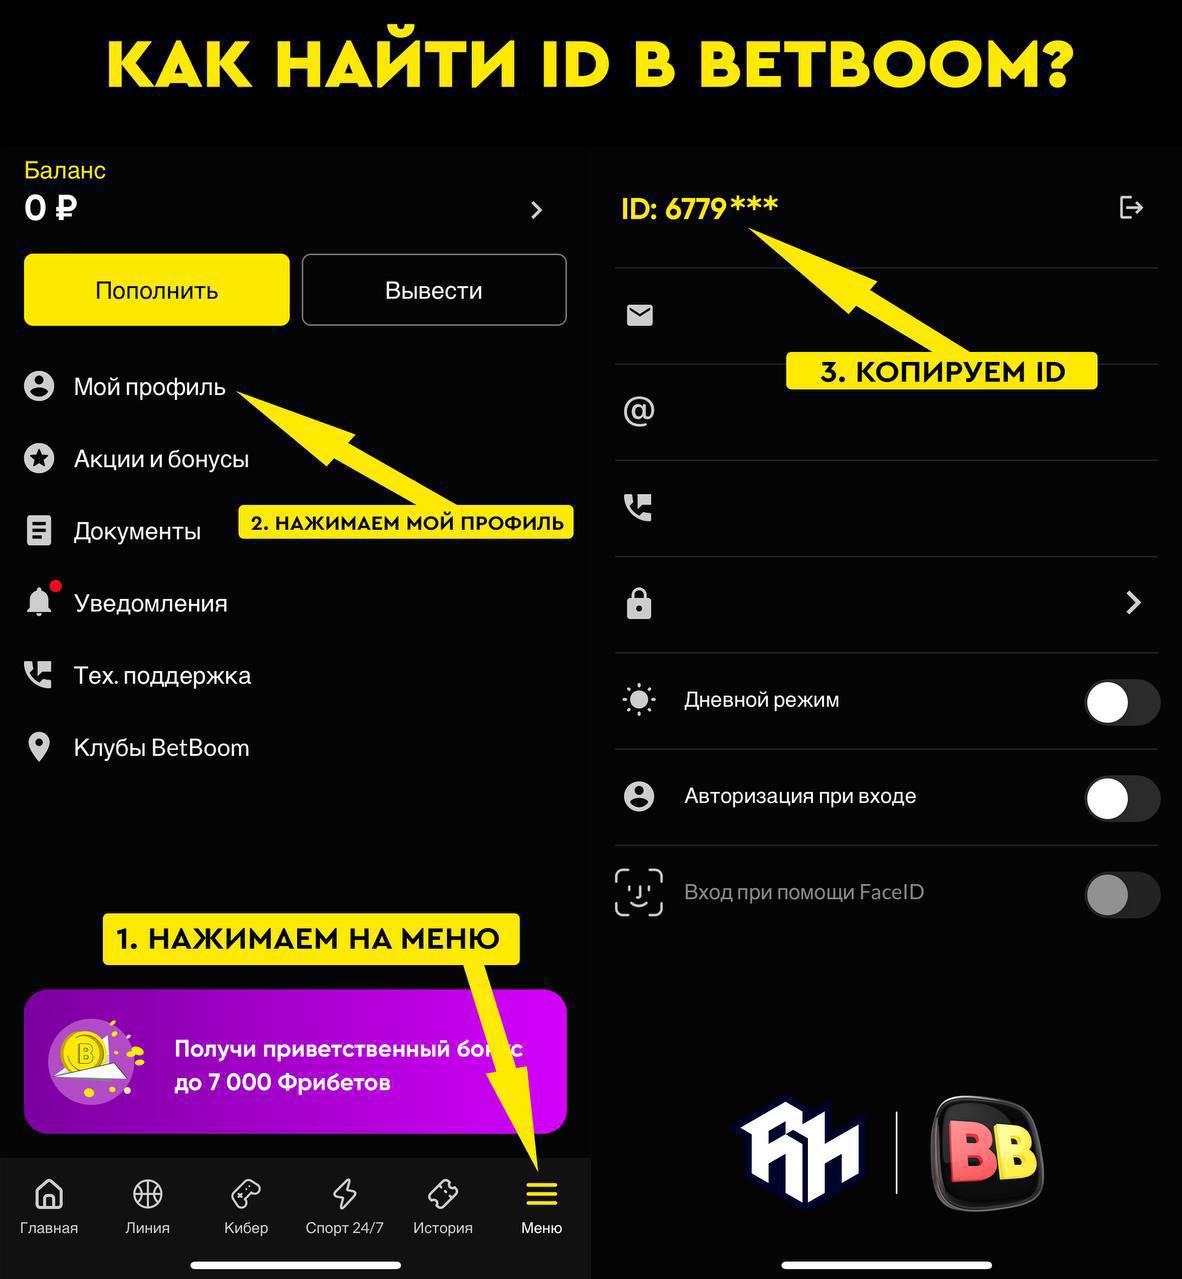 КАК НАЙТИ ID В BETBOOM?
Баланс
0 ₽
Пополнить
Вывести
Мой профиль
Акции и бонусы
2. НАЖИМАЕМ МОЙ ПРОФИЛЬ
Документы
Уведомления
Тех. поддержка
Клубы BetBoom
1. НАЖИМАЕМ НА МЕНЮ
Получи приветственный бонус
до 7 000 Фрибетов
Главная
Линия
Кибер
Спорт 24/7
История
Меню
ID: 6779***
3. КОПИРУЕМ ID
@
Дневной режим
Авторизация при входе
Вход при помощи FaceID
BB